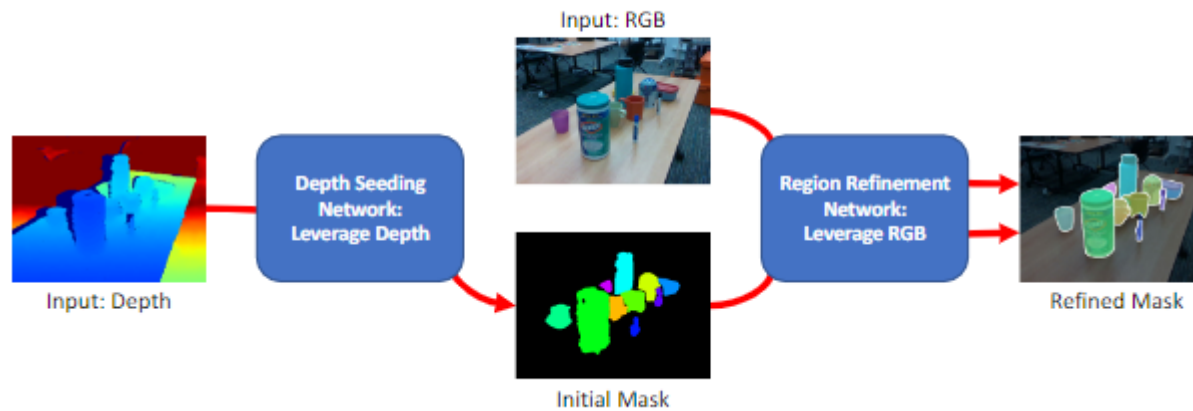 Input: RGB
Depth Seeding
Network:
Leverage Depth
Region Refinement
Network:
Leverage RGB
Input: Depth
Initial Mask
Refined Mask